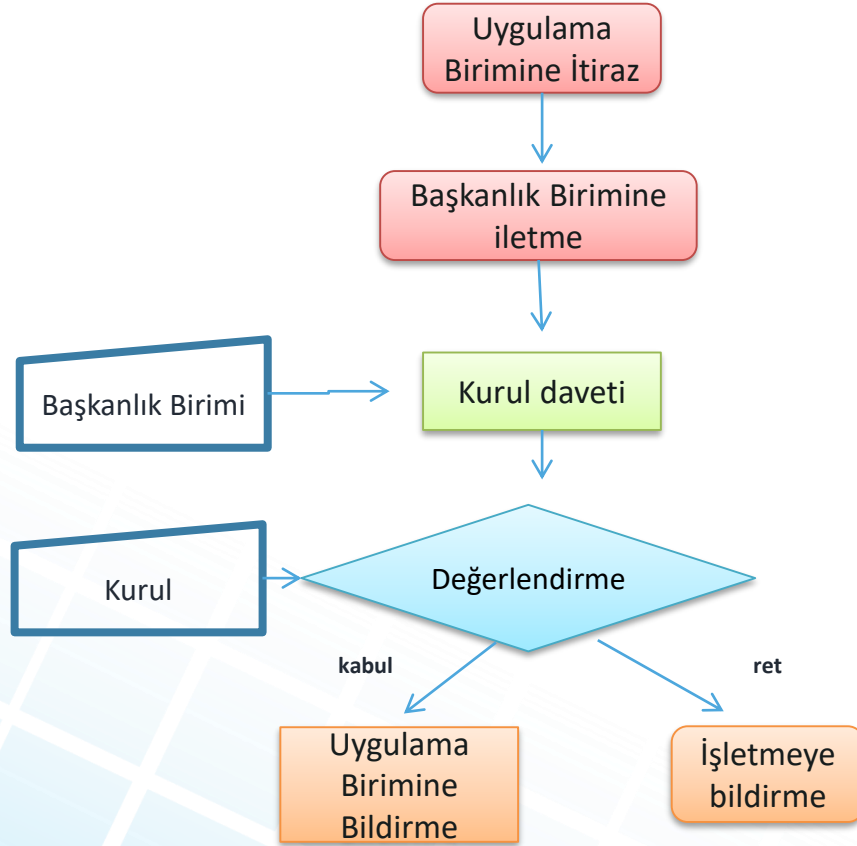 Uygulama
Birimine İtiraz
Başkanlık Birimine
iletme
Başkanlık Birimi
Kurul daveti
Kurul
Değerlendirme
kabul
ret
Uygulama
Birimine
Bildirme
İşletmeye
bildirme